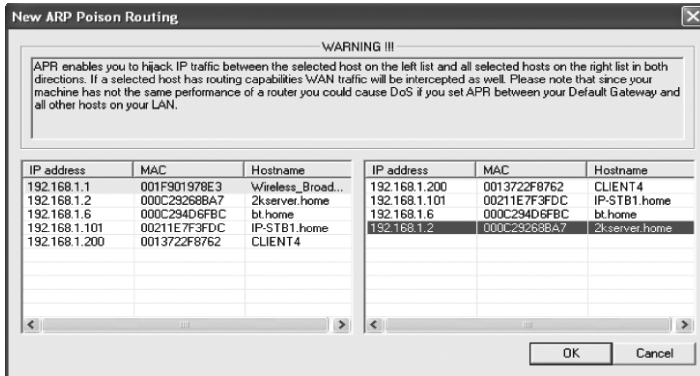 New ARP Poison Routing
WARNING !!!
APR enables you to hijack IP traffic between the selected host on the left list and all selected hosts on the right list in both
directions. If a selected host has routing capabilities WAN traffic will be intercepted as well. Please note that since your
machine has not the same performance of a router you could cause DoS if you set APR between your Default Gateway and
all other hosts on your LAN.
IP address MAC Hostname
192.168.1.1 001F901978E3 Wireless_Broad...
192.168.1.2 000C29268BA7 2kserver.home
192.168.1.6 000C294D6FBC bt.home
192.168.1.101 00211E7F3FDC IP-STB1.home
192.168.1.200 0013722F8762 CLIENT4
IP address MAC Hostname
192.168.1.200 0013722F8762 CLIENT4
192.168.1.101 00211E7F3FDC IP-STB1.home
192.168.1.6 000C294D6FBC bt.home
192.168.1.2 000C29268BA7 2kserver.home
OK Cancel